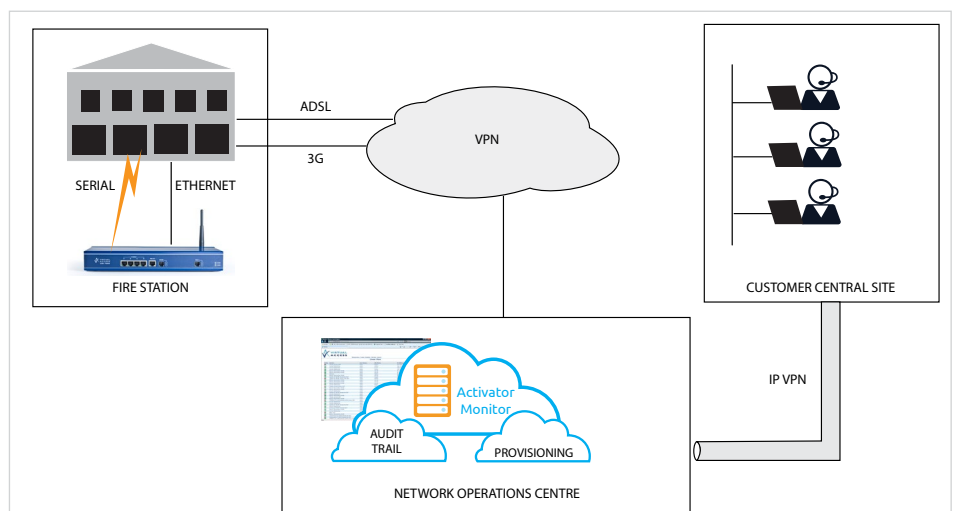 ADSL
3G
SERIAL
ETHERNET
FIRE STATION
VPN
CUSTOMER CENTRAL SITE
IP VPN
Activator
Monitor
AUDIT
TRAIL
PROVISIONING
NETWORK OPERATIONS CENTRE